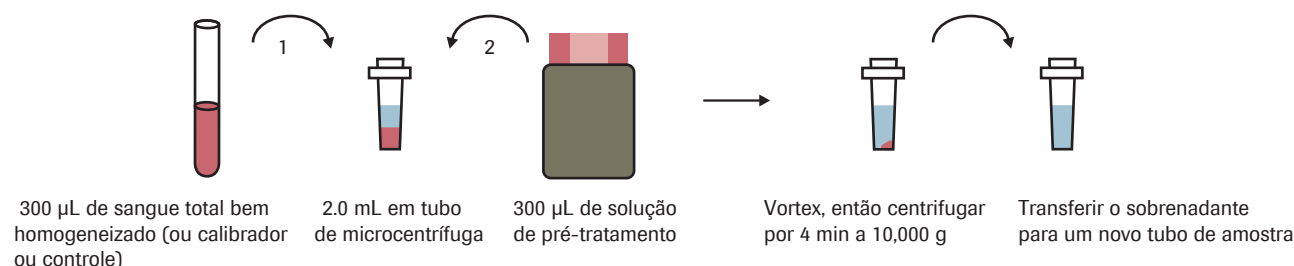 1
2
300 µL de sangue total bem
homogeneizado (ou calibrador
ou controle)
2.0 mL em tubo
de microcentrífuga
300 µL de solução
de pré-tratamento
Vortex, então centrifugar
por 4 min a 10,000 g
Transferir o sobrenadante
para um novo tubo de amostra